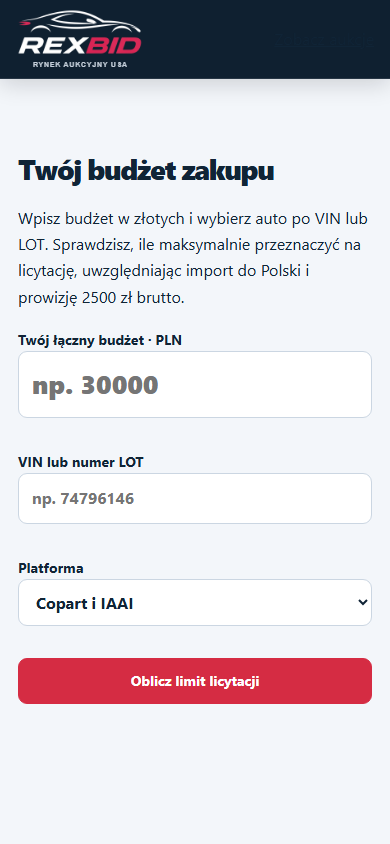 REXBID
RYNEK AUKCYJNY USA
Twój budżet zakupu
Wpisz budżet w złotych i wybierz auto po VIN lub
LOT. Sprawdzisz, ile maksymalnie przeznaczyć na
licytację, uwzględniając import do Polski i
prowizję 2500 zł brutto.
Twój łączny budżet · PLN
np. 30000
VIN lub numer LOT
np. 74796146
Platforma
Copart i IAAI
Oblicz limit licytacji